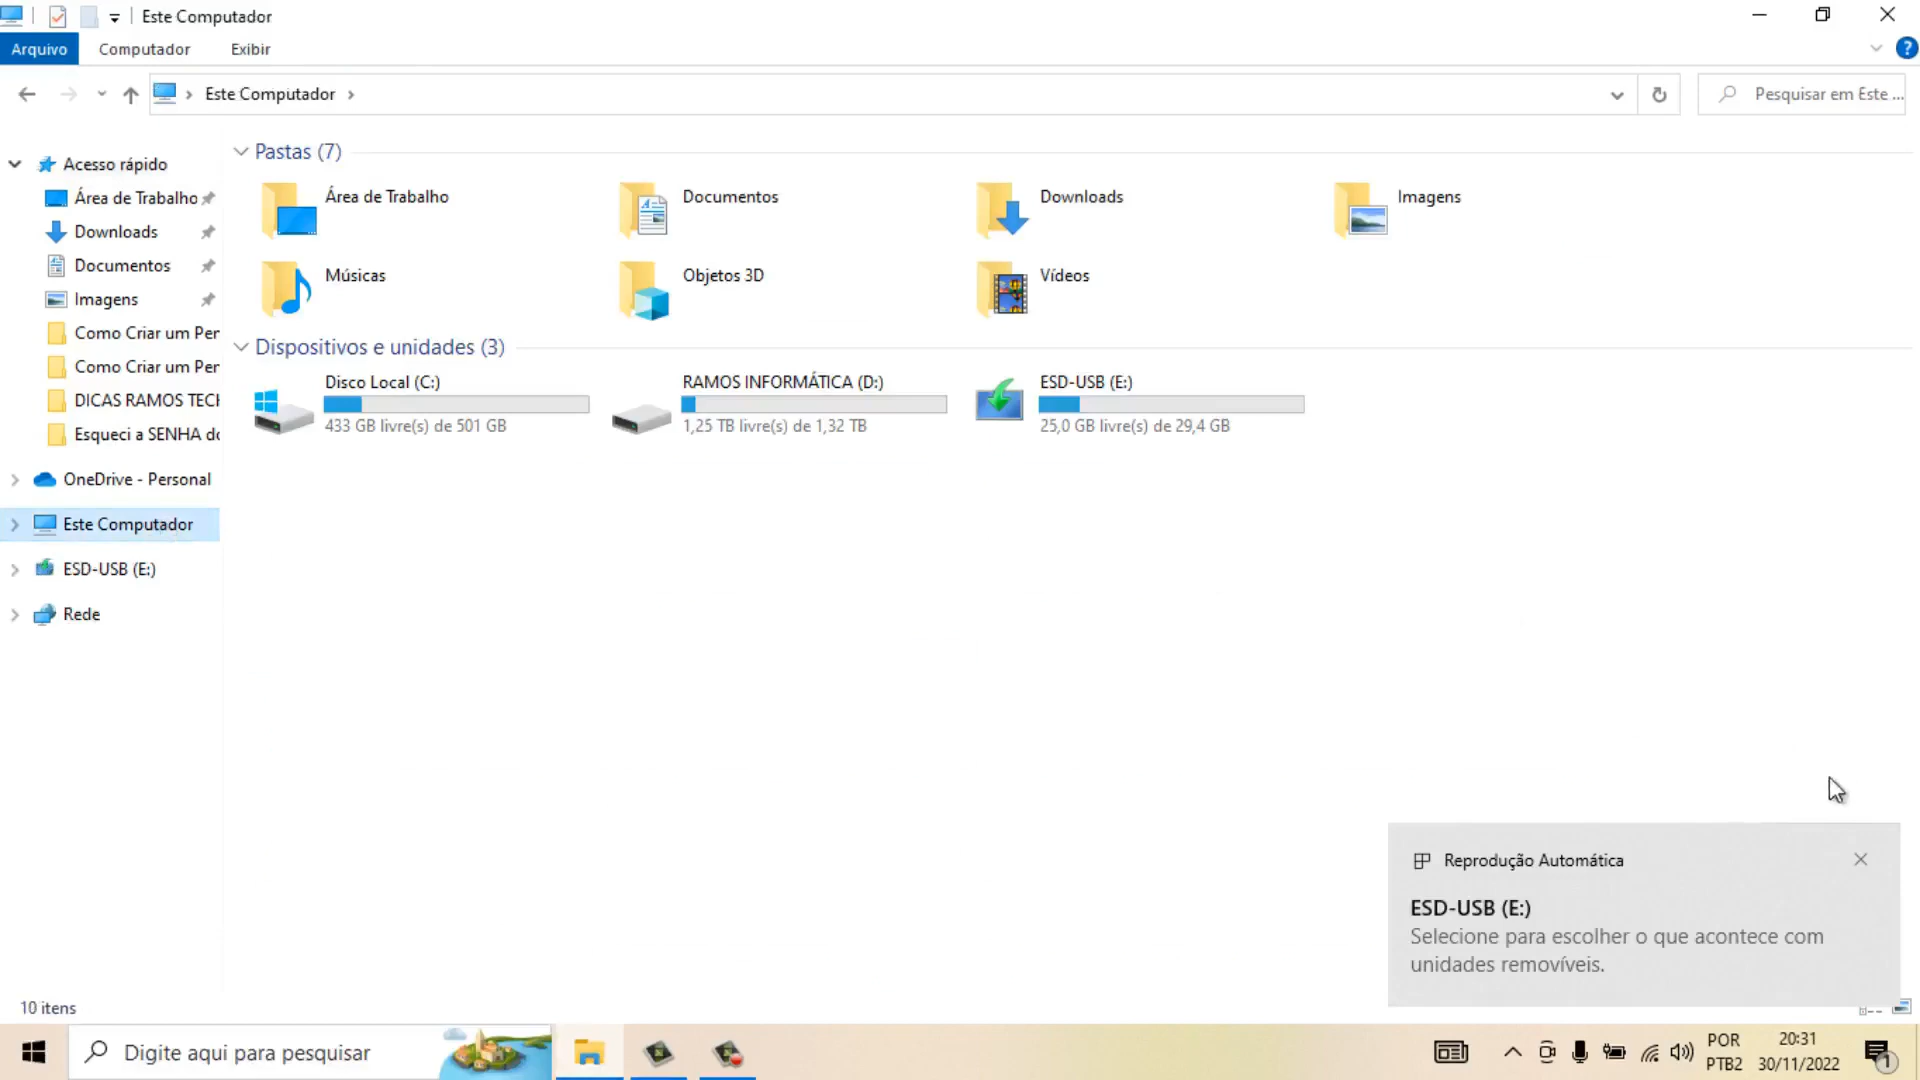 Este Computador
Arquivo
Computador
Exibir
Este Computador
Pesquisar em Este ...
Acesso rápido
Área de Trabalho
Downloads
Documentos
Imagens
Como Criar um Per
Como Criar um Per
DICAS RAMOS TECH
Esqueci a SENHA do
OneDrive - Personal
Este Computador
ESD-USB (E:)
Rede
Pastas (7)
Área de Trabalho
Documentos
Downloads
Imagens
Músicas
Objetos 3D
Vídeos
Dispositivos e unidades (3)
Disco Local (C:)
433 GB livre(s) de 501 GB
RAMOS INFORMÁTICA (D:)
1,25 TB livre(s) de 1,32 TB
ESD-USB (E:)
25,0 GB livre(s) de 29,4 GB
Reprodução Automática
ESD-USB (E:)
Selecione para escolher o que acontece com
unidades removíveis.
10 itens
Digite aqui para pesquisar
POR
PTB2
20:31
30/11/2022
1